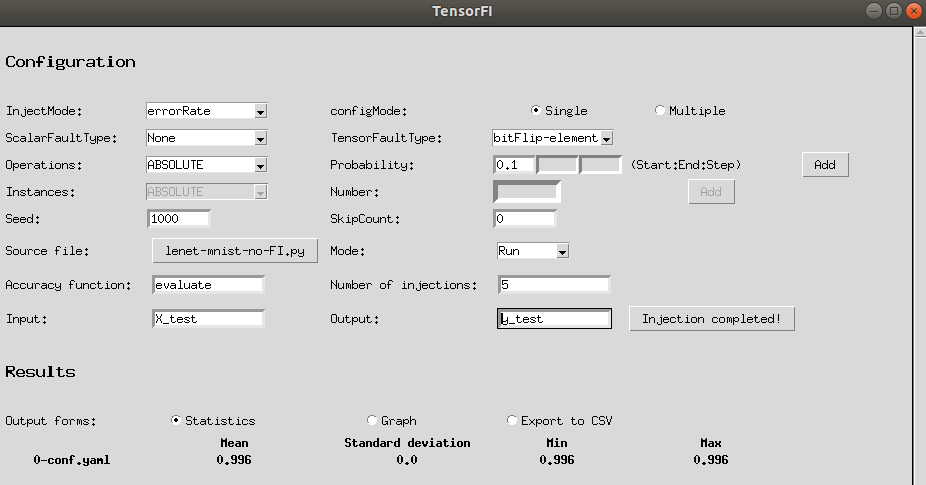 TensorFI
Configuration
InjectMode: errorRate configMode: Single Multiple
ScalarFaultType: None TensorFaultType: bitFlip-element
Operations: ABSOLUTE Probability: 0.1 (Start:End:Step) Add
Instances: ABSOLUTE Number: Add
Seed: 1000 SkipCount: 0
Source file: lenet-mnist-no-FI.py Mode: Run
Accuracy function: evaluate Number of injections: 5
Input: X_test Output: y_test Injection completed!
Results
Output forms: Statistics Graph Export to CSV
Mean Standard deviation Min Max
0-conf.yaml 0.996 0.0 0.996 0.996